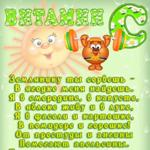 ВИТАМИН C
Землянику ты сорвешь -
В ягодке меня найдешь.
Я в смородине, в капусте,
В яблоке живу и в луке,
Я в фасоли и картошке,
В помидоре и горошке!
От простуды и ангины
Помогают апельсины.